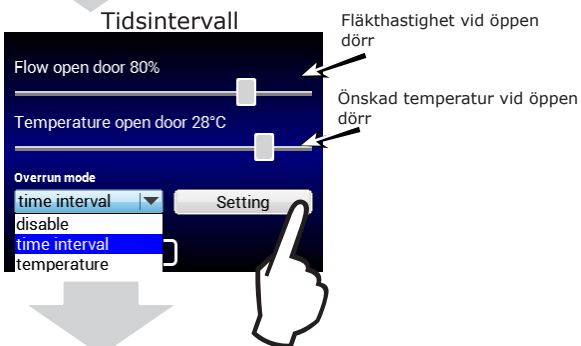 Tidsintervall
Fläkthastighet vid öppen
dörr
Flow open door 80%
Önskad temperatur vid öppen
dörr
Temperature open door 28°C
Overrun mode
time interval
Setting
disable
time interval
temperature